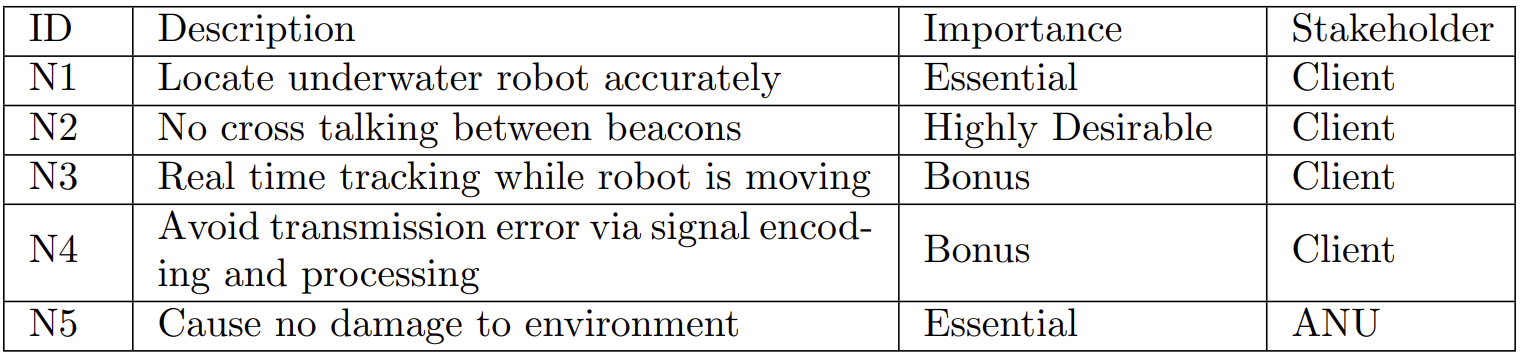 ID Description Importance Stakeholder
N1 Locate underwater robot accurately Essential Client
N2 No cross talking between beacons Highly Desirable Client
N3 Real time tracking while robot is moving Bonus Client
N4 Avoid transmission error via signal encod-
ing and processing Bonus Client
N5 Cause no damage to environment Essential ANU